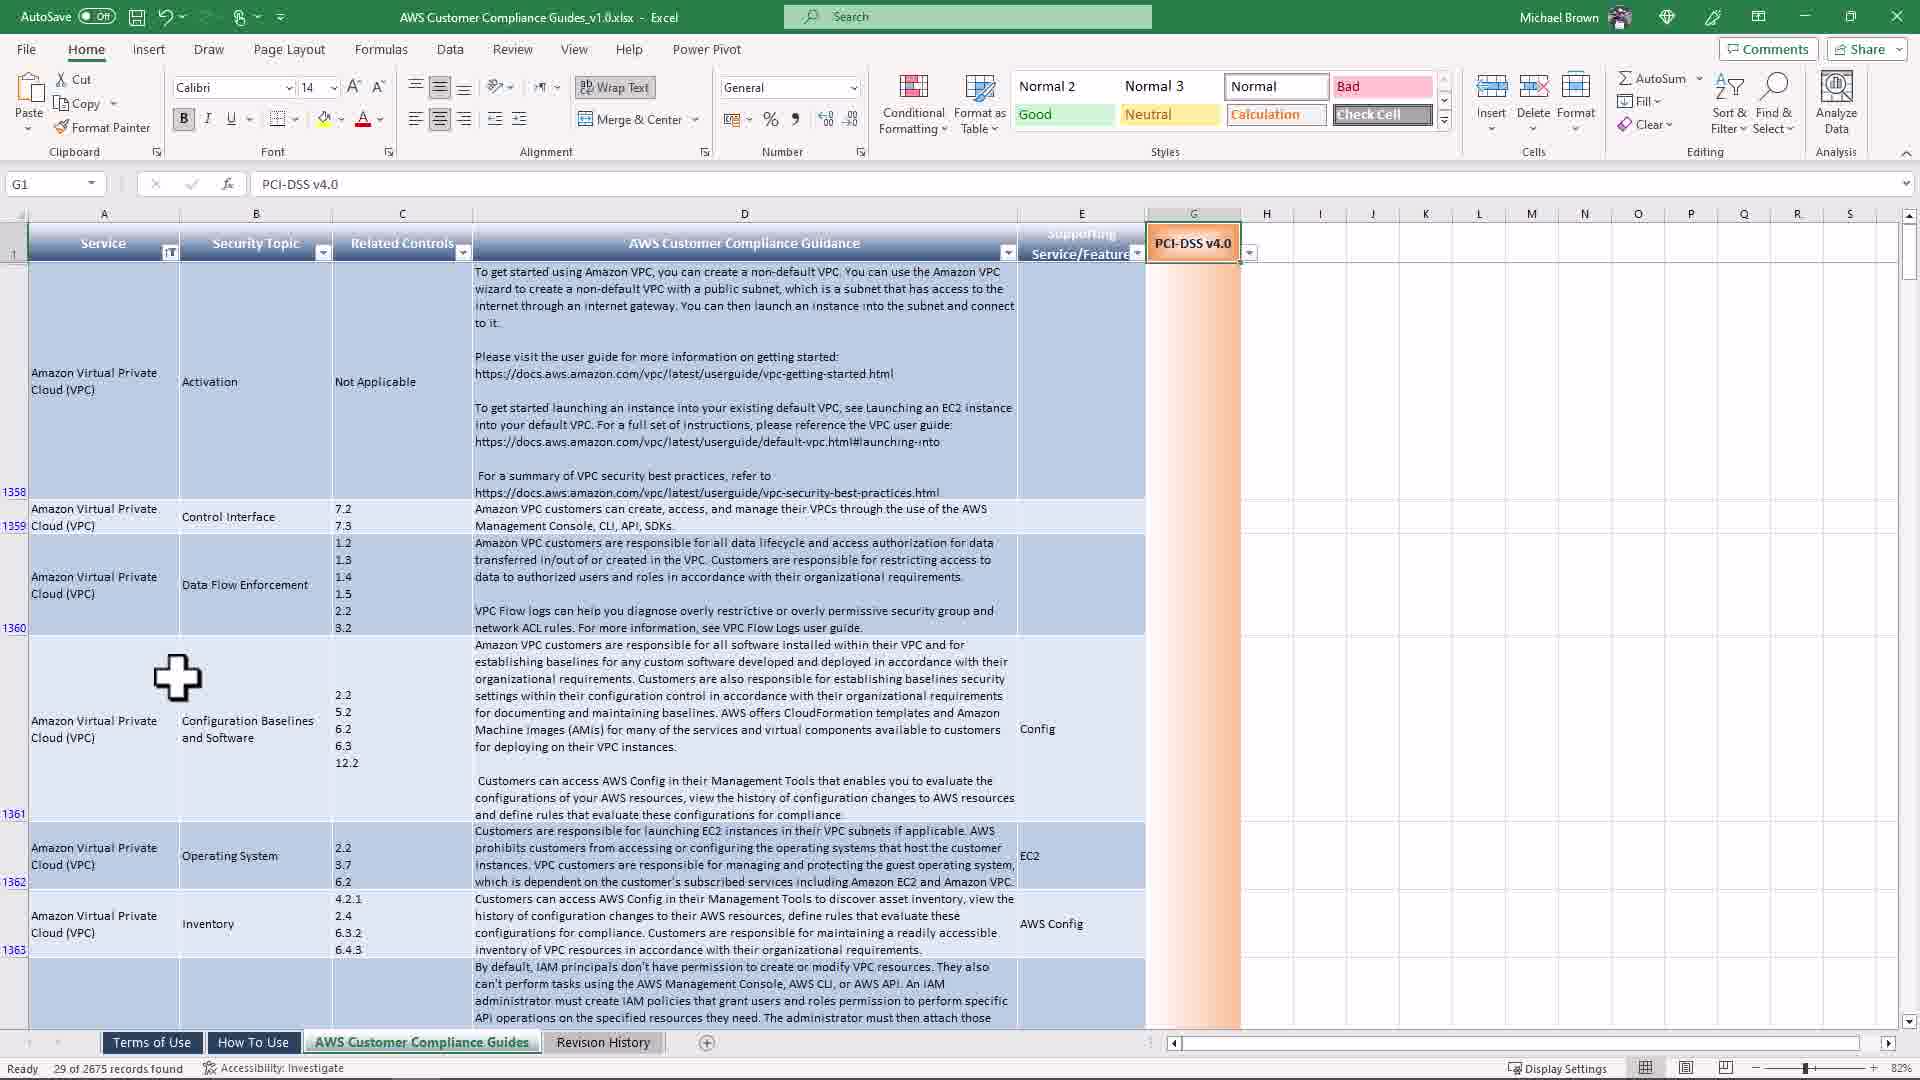 AutoSave Off AWS Customer Compliance Guides_v1.0.xlsx - Excel Search Michael Brown
File Home Insert Draw Page Layout Formulas Data Review View Help Power Pivot Comments Share
Paste Cut Copy Format Painter
Calibri 14 A A B I U A
Wrap Text Merge & Center
General % 9
Conditional Formatting Format as Table
Normal 2 Normal 3 Normal Bad
Good Neutral Calculation Check Cell
Insert Delete Format
AutoSum Fill Clear Sort & Filter Find & Select
Analyze Data
Clipboard Font Alignment Number Styles Cells Editing Analysis
G1 fx PCI-DSS v4.0
A B C D E G H I J K L M N O P Q R S
1 Service Security Topic Related Controls AWS Customer Compliance Guidance Supporting Service/Feature PCI-DSS v4.0
1358
Amazon Virtual Private
Cloud (VPC)
Activation
Not Applicable
To get started using Amazon VPC, you can create a non-default VPC. You can use the Amazon VPC
wizard to create a non-default VPC with a public subnet, which is a subnet that has access to the
internet through an internet gateway. You can then launch an instance into the subnet and connect
to it.
Please visit the user guide for more information on getting started:
https://docs.aws.amazon.com/vpc/latest/userguide/vpc-getting-started.html
To get started launching an instance into your existing default VPC, see Launching an EC2 instance
into your default VPC. For a full set of instructions, please reference the VPC user guide:
https://docs.aws.amazon.com/vpc/latest/userguide/default-vpc.html#launching-into
For a summary of VPC security best practices, refer to
https://docs.aws.amazon.com/vpc/latest/userguide/vpc-security-best-practices.html
1359
Amazon Virtual Private
Cloud (VPC)
Control Interface
7.2
7.3
Amazon VPC customers can create, access, and manage their VPCs through the use of the AWS
Management Console, CLI, API, SDKs.
1360
Amazon Virtual Private
Cloud (VPC)
Data Flow Enforcement
1.2
1.3
1.4
1.5
2.2
3.2
Amazon VPC customers are responsible for all data lifecycle and access authorization for data
transferred in/out of or created in the VPC. Customers are responsible for restricting access to
data to authorized users and roles in accordance with their organizational requirements.
VPC Flow logs can help you diagnose overly restrictive or overly permissive security group and
network ACL rules. For more information, see VPC Flow Logs user guide.
1361
Amazon Virtual Private
Cloud (VPC)
Configuration Baselines
and Software
2.2
5.2
6.2
6.3
12.2
Amazon VPC customers are responsible for all software installed within their VPC and for
establishing baselines for any custom software developed and deployed in accordance with their
organizational requirements. Customers are also responsible for establishing baselines security
settings within their configuration control in accordance with their organizational requirements
for documenting and maintaining baselines. AWS offers CloudFormation templates and Amazon
Machine Images (AMIs) for many of the services and virtual components available to customers
for deploying on their VPC instances.
Customers can access AWS Config in their Management Tools that enables you to evaluate the
configurations of your AWS resources, view the history of configuration changes to AWS resources
and define rules that evaluate these configurations for compliance.
Config
1362
Amazon Virtual Private
Cloud (VPC)
Operating System
2.2
3.7
6.2
Customers are responsible for launching EC2 instances in their VPC subnets if applicable. AWS
prohibits customers from accessing or configuring the operating systems that host the customer
instances. VPC customers are responsible for managing and protecting the guest operating system,
which is dependent on the customer's subscribed services including Amazon EC2 and Amazon VPC.
EC2
1363
Amazon Virtual Private
Cloud (VPC)
Inventory
4.2.1
2.4
6.3.2
6.4.3
Customers can access AWS Config in their Management Tools to discover asset inventory, view the
history of configuration changes to their AWS resources, define rules that evaluate these
configurations for compliance. Customers are responsible for maintaining a readily accessible
inventory of VPC resources in accordance with their organizational requirements.
AWS Config
By default, IAM principals don't have permission to create or modify VPC resources. They also
can't perform tasks using the AWS Management Console, AWS CLI, or AWS API. An IAM
administrator must create IAM policies that grant users and roles permission to perform specific
API operations on the specified resources they need. The administrator must then attach those
Terms of Use How To Use AWS Customer Compliance Guides Revision History
Ready 29 of 2675 records found Accessibility: Investigate Display Settings 82%